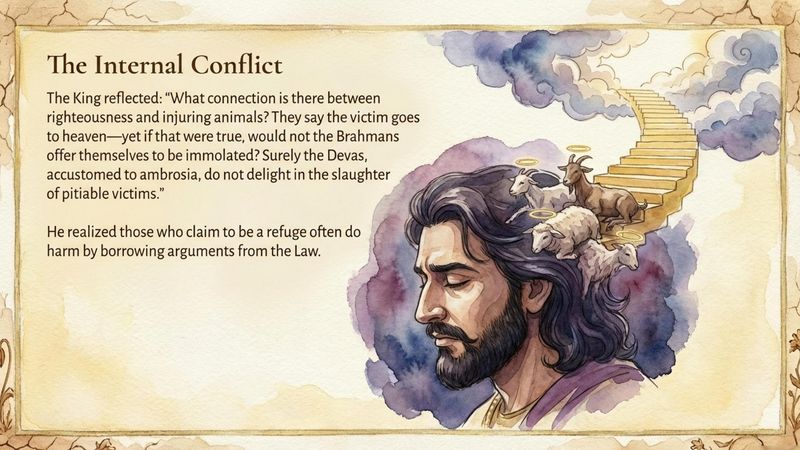 The Internal Conflict
The King reflected: “What connection is there between
righteousness and injuring animals? They say the victim goes
to heaven—yet if that were true, would not the Brahmans
offer themselves to be immolated? Surely the Devas,
accustomed to ambrosia, do not delight in the slaughter
of pitiable victims.”
He realized those who claim to be a refuge often do
harm by borrowing arguments from the Law.